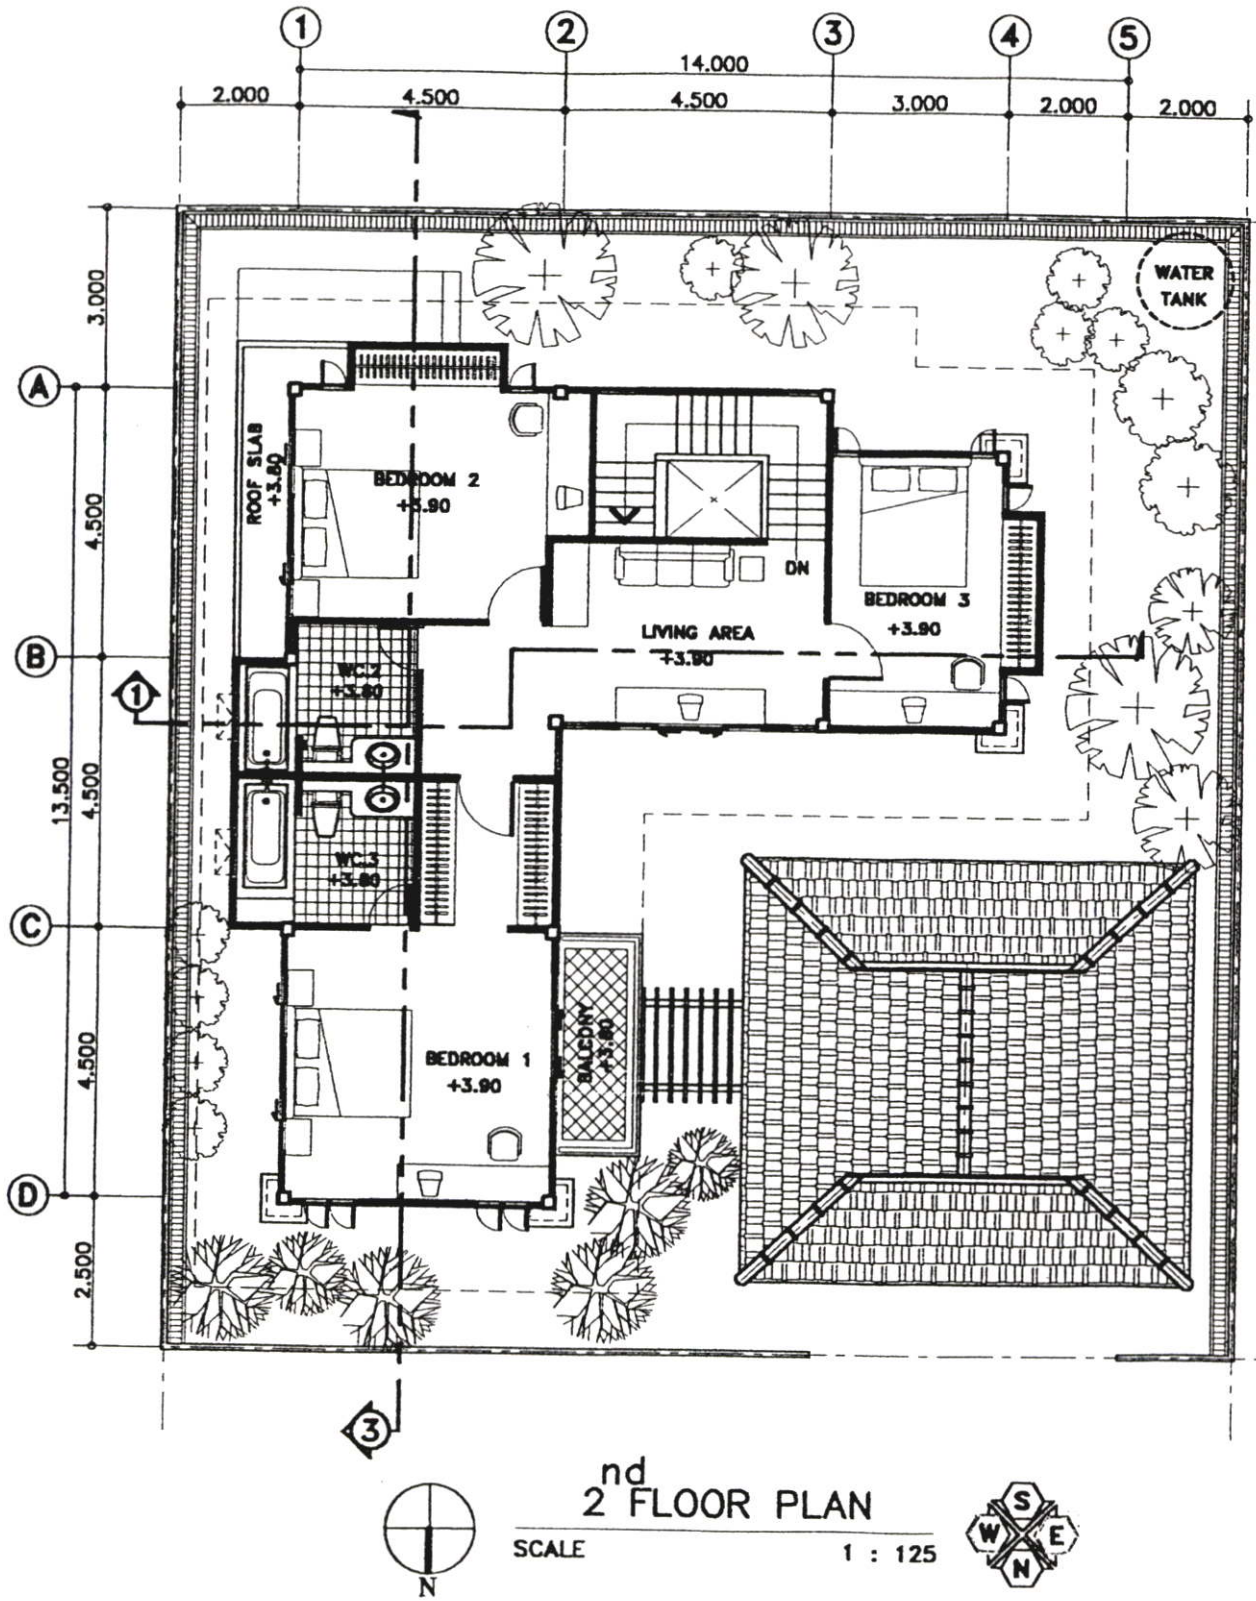 1
2
3
4
5
14.000
2.000
4.500
4.500
3.000
2.000
2.000
3.000
WATER
TANK
A
ROOF SLAB
+3.80
BEDROOM 2
+3.90
4.500
DN
BEDROOM 3
+3.90
LIVING AREA
+3.90
B
1
WC.2
+3.80
13.500
4.500
WC.3
+3.80
C
BEDROOM 1
+3.90
BALCONY
+3.80
4.500
D
2.500
3
2nd FLOOR PLAN
SCALE
1 : 125
N
S
W
E
N